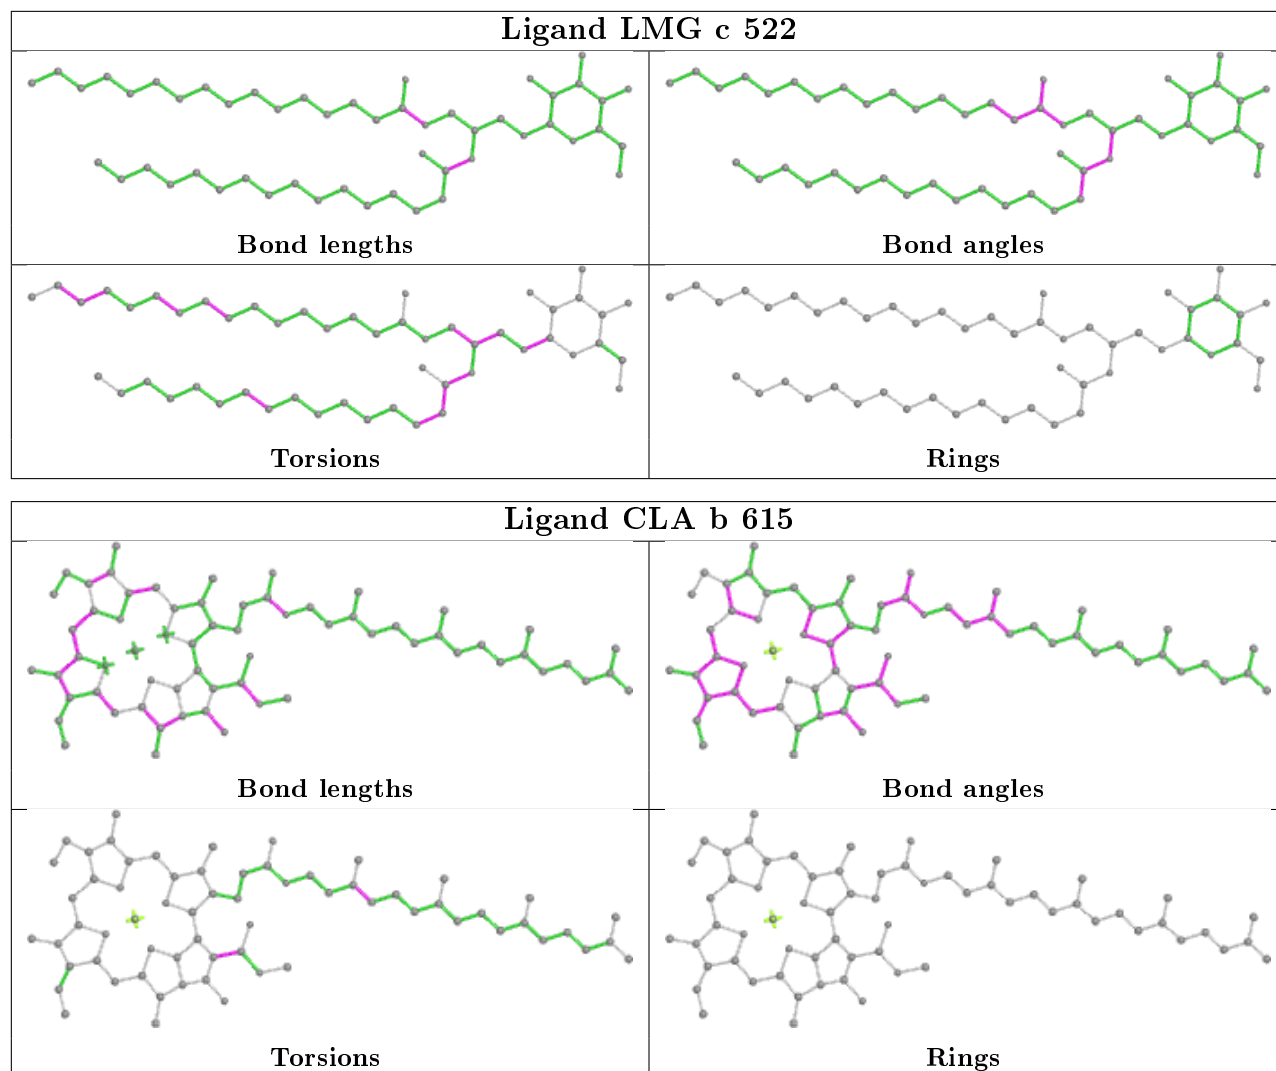 Ligand LMG c 522
Bond lengths
Bond angles
Torsions
Rings
Ligand CLA b 615
Bond lengths
Bond angles
Torsions
Rings